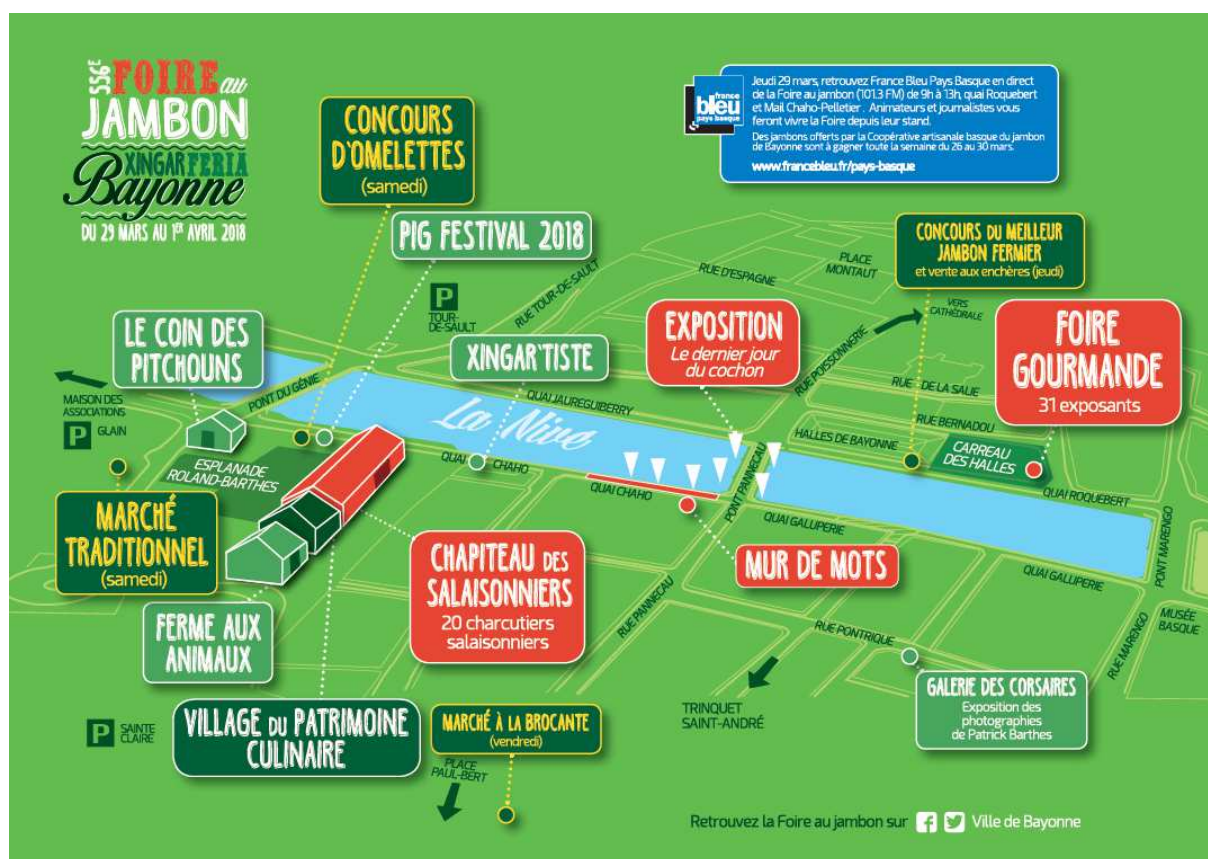 556E FOIRE au
JAMBON
XINGAR FERIA
Bayonne
DU 29 MARS AU 1ER AVRIL 2018
CONCOURS
D'OMELETTES
(samedi)
PIG FESTIVAL 2018
france
bleu
pays basque
Jeudi 29 mars, retrouvez France Bleu Pays Basque en direct
de la Foire au jambon (101.3 FM) de 9h à 13h, quai Roquebert
et Mail Chaho-Pelletier. Animateurs et journalistes vous
feront vivre la Foire depuis leur stand.
Des jambons offerts par la Coopérative artisanale basque du jambon
de Bayonne sont à gagner toute la semaine du 26 au 30 mars.
www.francebleu.fr/pays-basque
CONCOURS DU MEILLEUR
JAMBON FERMIER
et vente aux enchères (jeudi)
PLACE
MONTAUT
RUE D'ESPAGNE
RUE TOUR-DE-SAULT
P
TOUR-
DE-SAULT
VERS
CATHÉDRALE
RUE POISSONNERIE
LE COIN DES
PITCHOUNS
XINGAR'TISTE
EXPOSITION
Le dernier jour
du cochon
FOIRE
GOURMANDE
31 exposants
RUE DE LA SALIE
RUE BERNADOU
MAISON DES
ASSOCIATIONS
P GLAIN
PONT DU GÉNIE
QUAI JAUREGUIBERRY
La Nive
HALLES DE BAYONNE
CARREAU
DES HALLES
ESPLANADE
ROLAND-BARTHES
QUAI CHAHO
QUAI CHAHO
PONT PANNECAU
QUAI ROQUEBERT
QUAI GALUPERIE
QUAI GALLUPERIE
PONT MARENGO
MARCHÉ
TRADITIONNEL
(samedi)
CHAPITEAU DES
SALAISONNIERS
20 charcutiers
salaisonniers
MUR DE MOTS
FERME AUX
ANIMAUX
RUE PANNECAU
RUE PONTRIQUE
RUE MARENGO
MUSÉE
BASQUE
GALERIE DES CORSAIRES
Exposition des
photographies
de Patrick Barthes
TRINQUET
SAINT-ANDRÉ
P SAINTE
CLAIRE
VILLAGE DU PATRIMOINE
CULINAIRE
MARCHÉ À LA BROCANTE
(vendredi)
PLACE
PAUL-BERT
Retrouvez la Foire au jambon sur f Ville de Bayonne